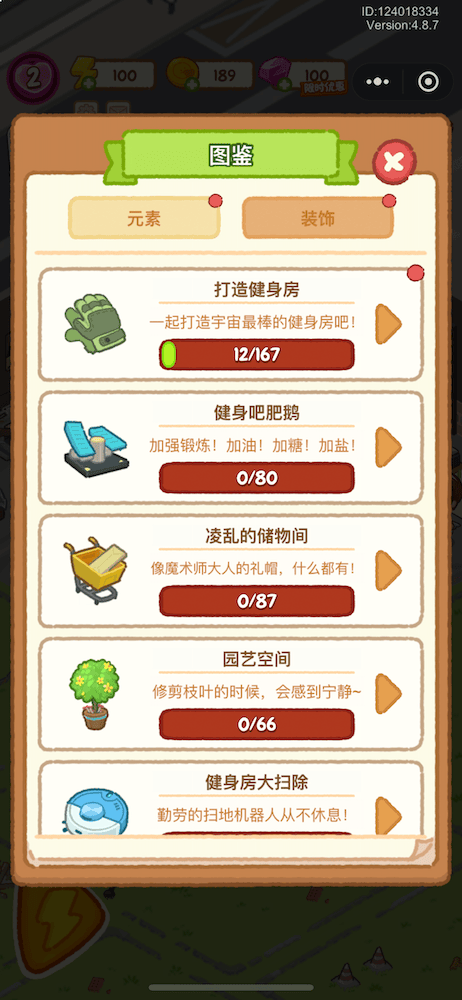 ID:124018334
Version:4.8.7
2
100
189
100
限时优惠
图鉴
元素
装饰
打造健身房
一起打造宇宙最棒的健身房吧！
12/167
健身吧肥鹅
加强锻炼！加油！加糖！加盐！
0/80
凌乱的储物间
像魔术师大人的礼帽，什么都有！
0/87
园艺空间
修剪枝叶的时候，会感到宁静~
0/66
健身房大扫除
勤劳的扫地机器人从不休息！